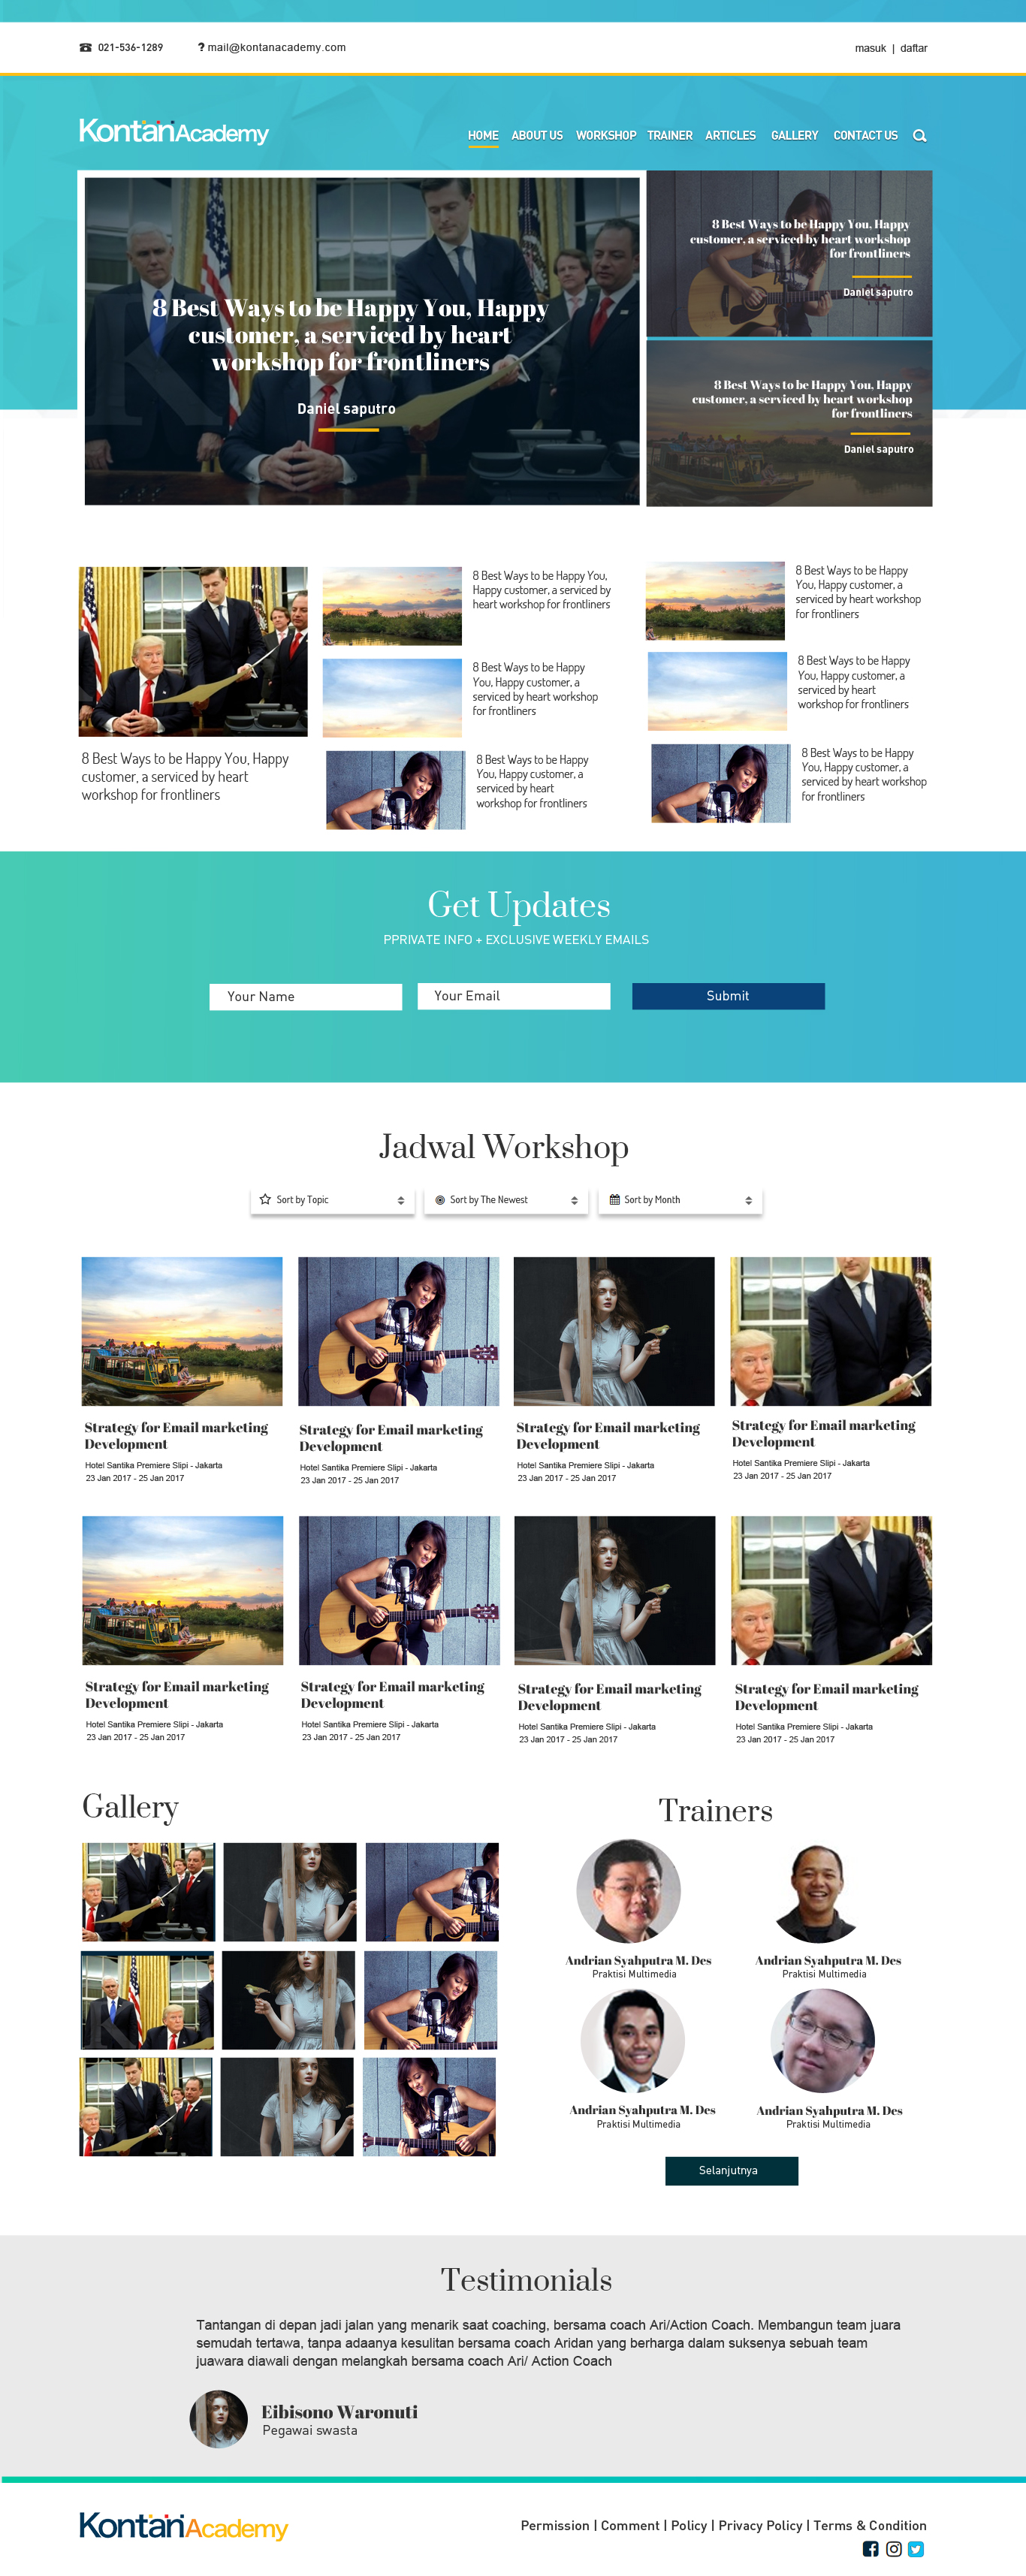 021-536-1289
? mail@kontanacademy.com
masuk | daftar
KontanAcademy
HOME ABOUT US WORKSHOP TRAINER ARTICLES GALLERY CONTACT US
8 Best Ways to be Happy You, Happy
customer, a serviced by heart
workshop for frontliners
Daniel saputro
8 Best Ways to be Happy You, Happy
customer, a serviced by heart workshop
for frontliners
Daniel saputro
8 Best Ways to be Happy You. Happy
customer, a serviced by heart workshop
for frontliners
Daniel saputro
8 Best Ways to be Happy You, Happy
customer, a serviced by heart
workshop for frontliners
8 Best Ways to be Happy You,
Happy customer, a serviced by
heart workshop for frontliners
8 Best Ways to be Happy
You, Happy customer, a
serviced by heart workshop
for frontliners
8 Best Ways to be Happy
You, Happy customer, a
serviced by heart
workshop for frontliners
8 Best Ways to be Happy
You, Happy customer, a
serviced by heart workshop
for frontliners
8 Best Ways to be Happy
You, Happy customer, a
serviced by heart
workshop for frontliners
8 Best Ways to be Happy
You, Happy customer, a
serviced by heart workshop
for frontliners
Get Updates
PPRIVATE INFO + EXCLUSIVE WEEKLY EMAILS
Your Name
Your Email
Submit
Jadwal Workshop
Sort by Topic
Sort by The Newest
Sort by Month
Strategy for Email marketing
Development
Hotel Santika Premiere Slipi - Jakarta
23 Jan 2017 - 25 Jan 2017
Strategy for Email marketing
Development
Hotel Santika Premiere Slipi - Jakarta
23 Jan 2017 - 25 Jan 2017
Strategy for Email marketing
Development
Hotel Santika Premiere Slipi - Jakarta
23 Jan 2017 - 25 Jan 2017
Strategy for Email marketing
Development
Hotel Santika Premiere Slipi - Jakarta
23 Jan 2017 - 25 Jan 2017
Strategy for Email marketing
Development
Hotel Santika Premiere Slipi - Jakarta
23 Jan 2017 - 25 Jan 2017
Strategy for Email marketing
Development
Hotel Santika Premiere Slipi - Jakarta
23 Jan 2017 - 25 Jan 2017
Strategy for Email marketing
Development
Hotel Santika Premiere Slipi - Jakarta
23 Jan 2017 - 25 Jan 2017
Strategy for Email marketing
Development
Hotel Santika Premiere Slipi - Jakarta
23 Jan 2017 - 25 Jan 2017
Gallery
Trainers
Andrian Syahputra M. Des
Praktisi Multimedia
Andrian Syahputra M. Des
Praktisi Multimedia
Andrian Syahputra M. Des
Praktisi Multimedia
Andrian Syahputra M. Des
Praktisi Multimedia
Selanjutnya
Testimonials
Tantangan di depan jadi jalan yang menarik saat coaching, bersama coach Ari/Action Coach. Membangun team juara
semudah tertawa, tanpa adaanya kesulitan bersama coach Aridan yang berharga dalam suksenya sebuah team
juawara diawali dengan melangkah bersama coach Ari/ Action Coach
Eibisono Waronuti
Pegawai swasta
KontanAcademy
Permission | Comment | Policy | Privacy Policy | Terms & Condition